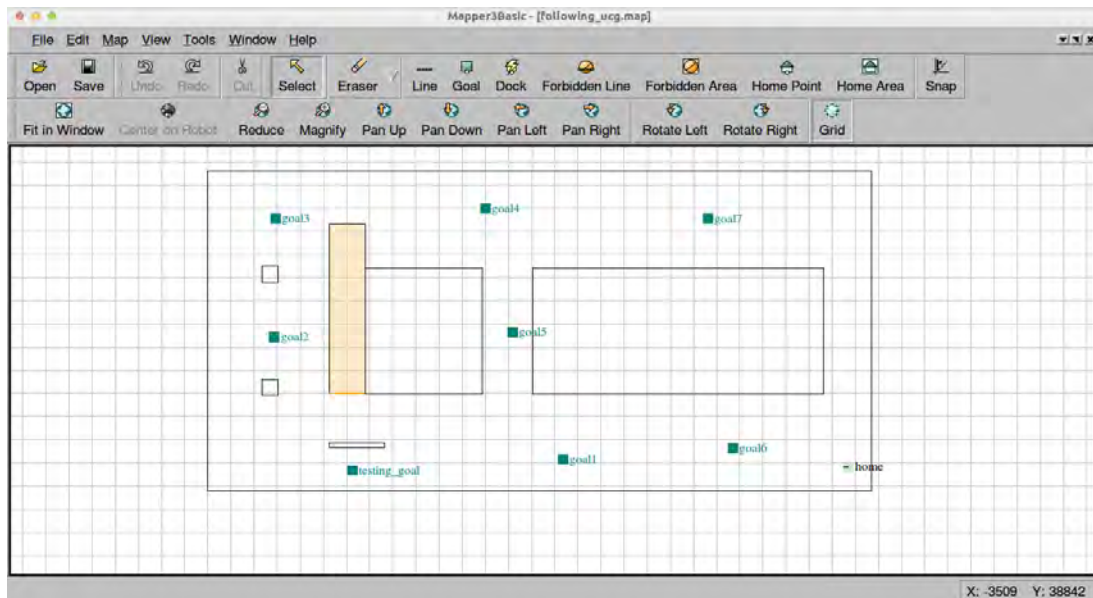 Mapper3Basic - [following_ucg.map]
File Edit Map View Tools Window Help
Open Save Undo Redo Cut Select Eraser Line Goal Dock Forbidden Line Forbidden Area Home Point Home Area Snap
Fit in Window Center on Robot Reduce Magnify Pan Up Pan Down Pan Left Pan Right Rotate Left Rotate Right Grid
goal3 goal4 goal7
goal2 goal5
testing_goal goal1 goal6 home
X: -3509 Y: 38842